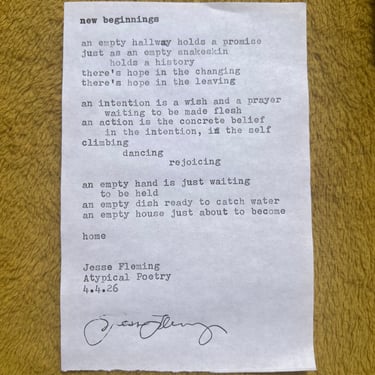 new beginnings
an empty hallway holds a promise
just as an empty snakeskin
holds a history
there's hope in the changing
there's hope in the leaving
an intention is a wish and a prayer
waiting to be made flesh
an action is the concrete belief
in the intention, in the self
climbing
dancing
rejoicing
an empty hand is just waiting
to be held
an empty dish ready to catch water
an empty house just about to become
home
Jesse Fleming
Atypical Poetry
4.4.26
Jesse Fleming